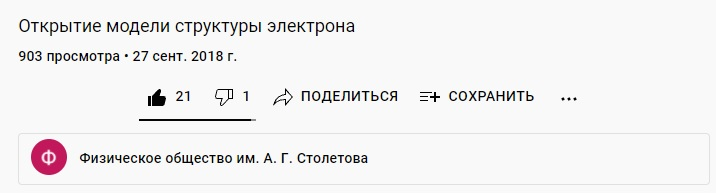 Открытие модели структуры электрона
903 просмотра • 27 сент. 2018 г.
21 1 ПОДЕЛИТЬСЯ СОХРАНИТЬ ...
Ф Физическое общество им. А. Г. Столетова